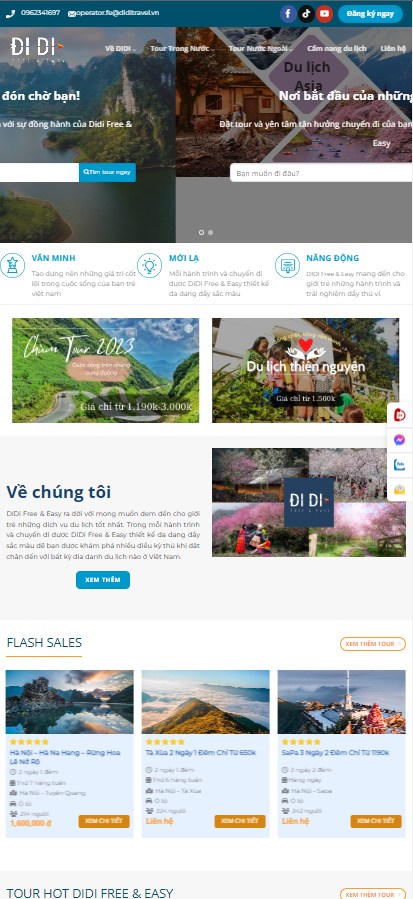 0962341697
operator.fe@diditravel.vn
Đăng ký ngay
ĐI DI
Về DIDI
Tour Trong Nước
Tour Nước Ngoài
Cẩm nang du lịch
Liên hệ
Du lịch
Asia
đón chờ bạn!
Nơi bắt đầu của những
với sự đồng hành của Didi Free &
Đặt tour và yên tâm tận hưởng chuyến đi của bạn
Easy
Tìm tour ngay
Bạn muốn đi đâu?
VĂN MINH
Tạo dựng nên những giá trị cốt
lõi trong cuộc sống của bạn trẻ
việt nam
MỚI LẠ
Mỗi hành trình và chuyến đi
được DIDI Free & Easy thiết kế
đa dạng đầy sắc màu
NĂNG ĐỘNG
DIDI Free & Easy mang đến cho
giới trẻ những hành trình và
trải nghiệm đầy thú vị.
Chùm Tour 2023
Cuộc sống trên những
cung đường
Giá chỉ từ 1.190k-3.000k
Du lịch thiện nguyện
Giá chỉ từ 1.500k
Về chúng tôi
DIDI Free & Easy ra đời với mong muốn đem đến cho giới
trẻ những dịch vụ du lịch tốt nhất. Trong mỗi hành trình
và chuyến đi được DIDI Free & Easy thiết kế đa dạng đầy
sắc màu để bạn được khám phá nhiều điều kỳ thú khi đặt
chân đến với bất kỳ địa danh du lịch nào ở Việt Nam.
XEM THÊM
ĐI DI
FREE & EASY
Zalo
FLASH SALES
XEM THÊM TOUR
Hà Nội - Hà Na Hang - Rừng Hoa
Lê Nở Rộ
2 ngày 1 đêm
Thứ 7 hàng tuần
Hà Nội - Tuyên Quang
Ô tô
294 người
1,600,000 đ
XEM CHI TIẾT
Tà Xùa 2 Ngày 1 Đêm Chỉ Từ 650k
2 ngày 1 đêm
Thứ 6 hàng tuần
Hà Nội - Tà Xùa
Ô tô
324 người
Liên hệ
XEM CHI TIẾT
SaPa 3 Ngày 2 Đêm Chỉ Từ 1190k
3 ngày 2 đêm
Hàng ngày
Hà Nội - Sapa
Ô tô
342 người
Liên hệ
XEM CHI TIẾT
TOUR HOT DIDI FREE & EASY
XEM THÊM TOUR